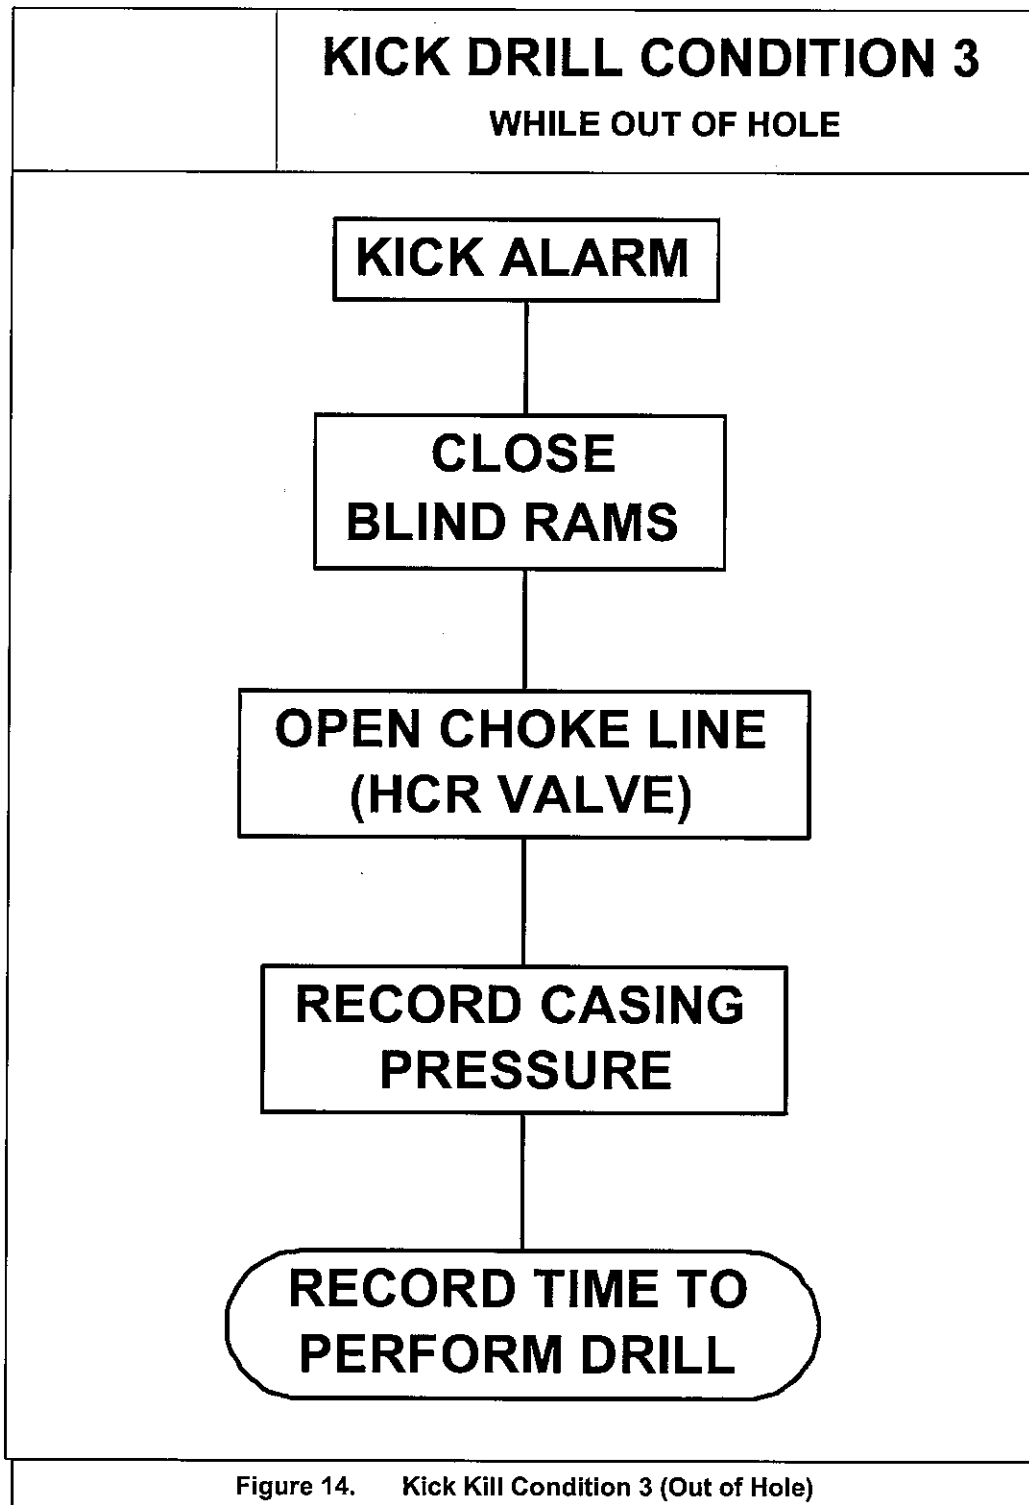 KICK DRILL CONDITION 3
WHILE OUT OF HOLE
KICK ALARM
CLOSE
BLIND RAMS
OPEN CHOKE LINE
(HCR VALVE)
RECORD CASING
PRESSURE
RECORD TIME TO
PERFORM DRILL
Figure 14. Kick Kill Condition 3 (Out of Hole)